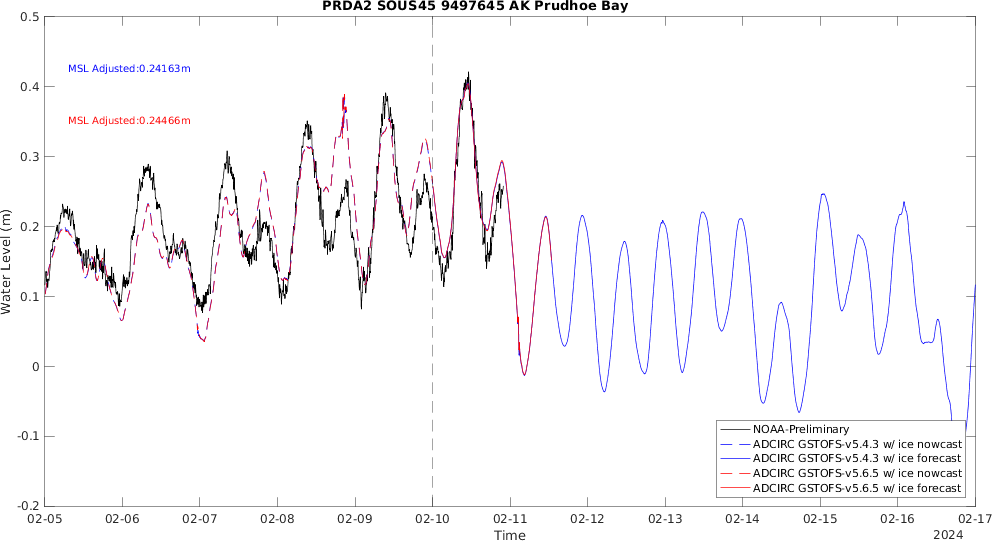 PRDA2 SOUS45 9497645 AK Prudhoe Bay
MSL Adjusted:0.24163m
MSL Adjusted:0.24466m
Water Level (m)
0.5
0.4
0.3
0.2
0.1
0
-0.1
-0.2
02-05 02-06 02-07 02-08 02-09 02-10 02-11 02-12 02-13 02-14 02-15 02-16 02-17
Time
2024
NOAA-Preliminary
ADCIRC GSTOFS-v5.4.3 w/ ice nowcast
ADCIRC GSTOFS-v5.4.3 w/ ice forecast
ADCIRC GSTOFS-v5.6.5 w/ ice nowcast
ADCIRC GSTOFS-v5.6.5 w/ ice forecast